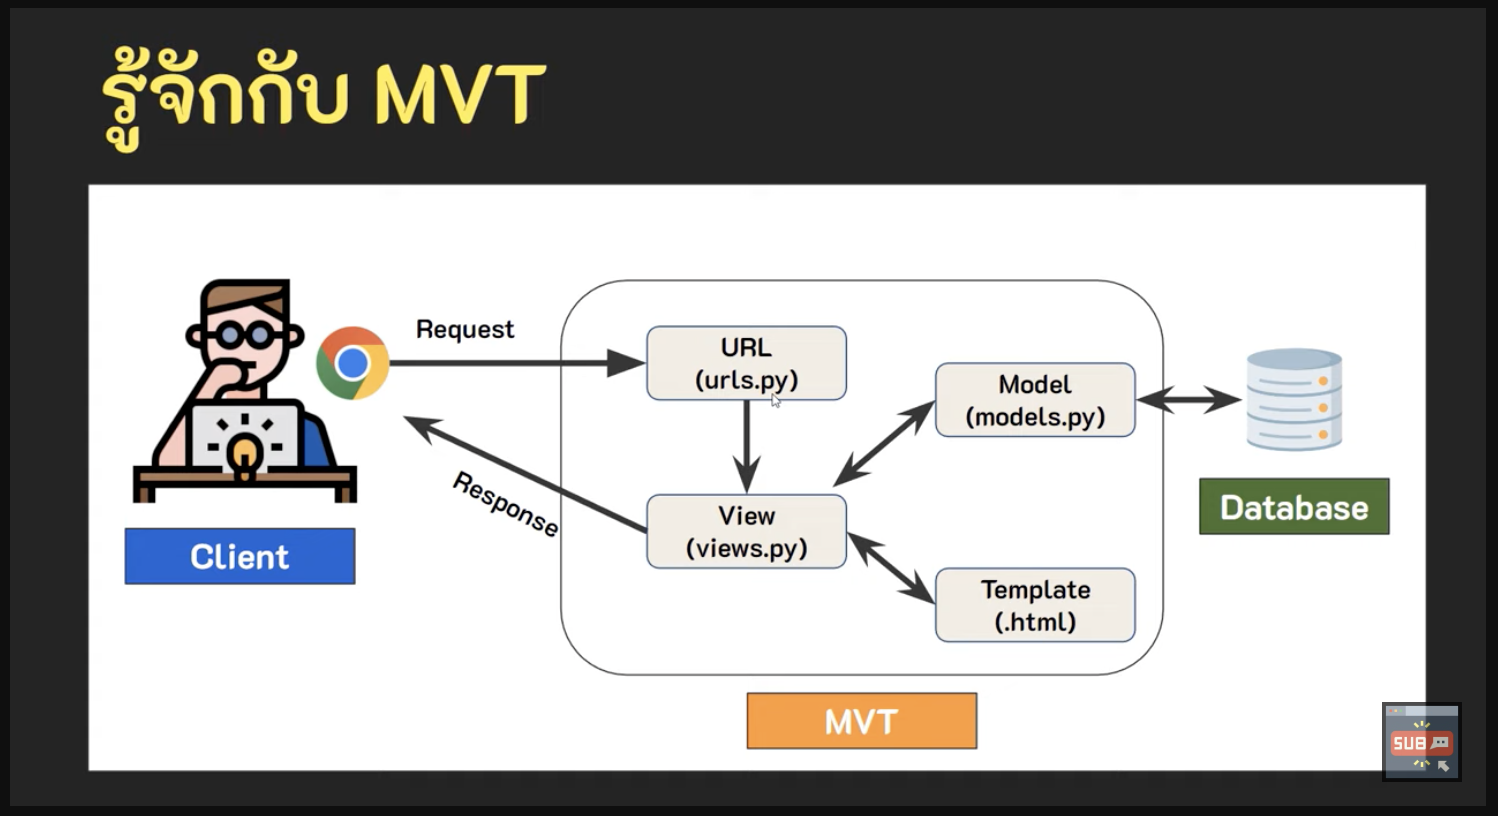 รู้จักกับ MVT
Request
URL
(urls.py)
Model
(models.py)
Response
View
(views.py)
Database
Client
Template
(.html)
MVT
SUB